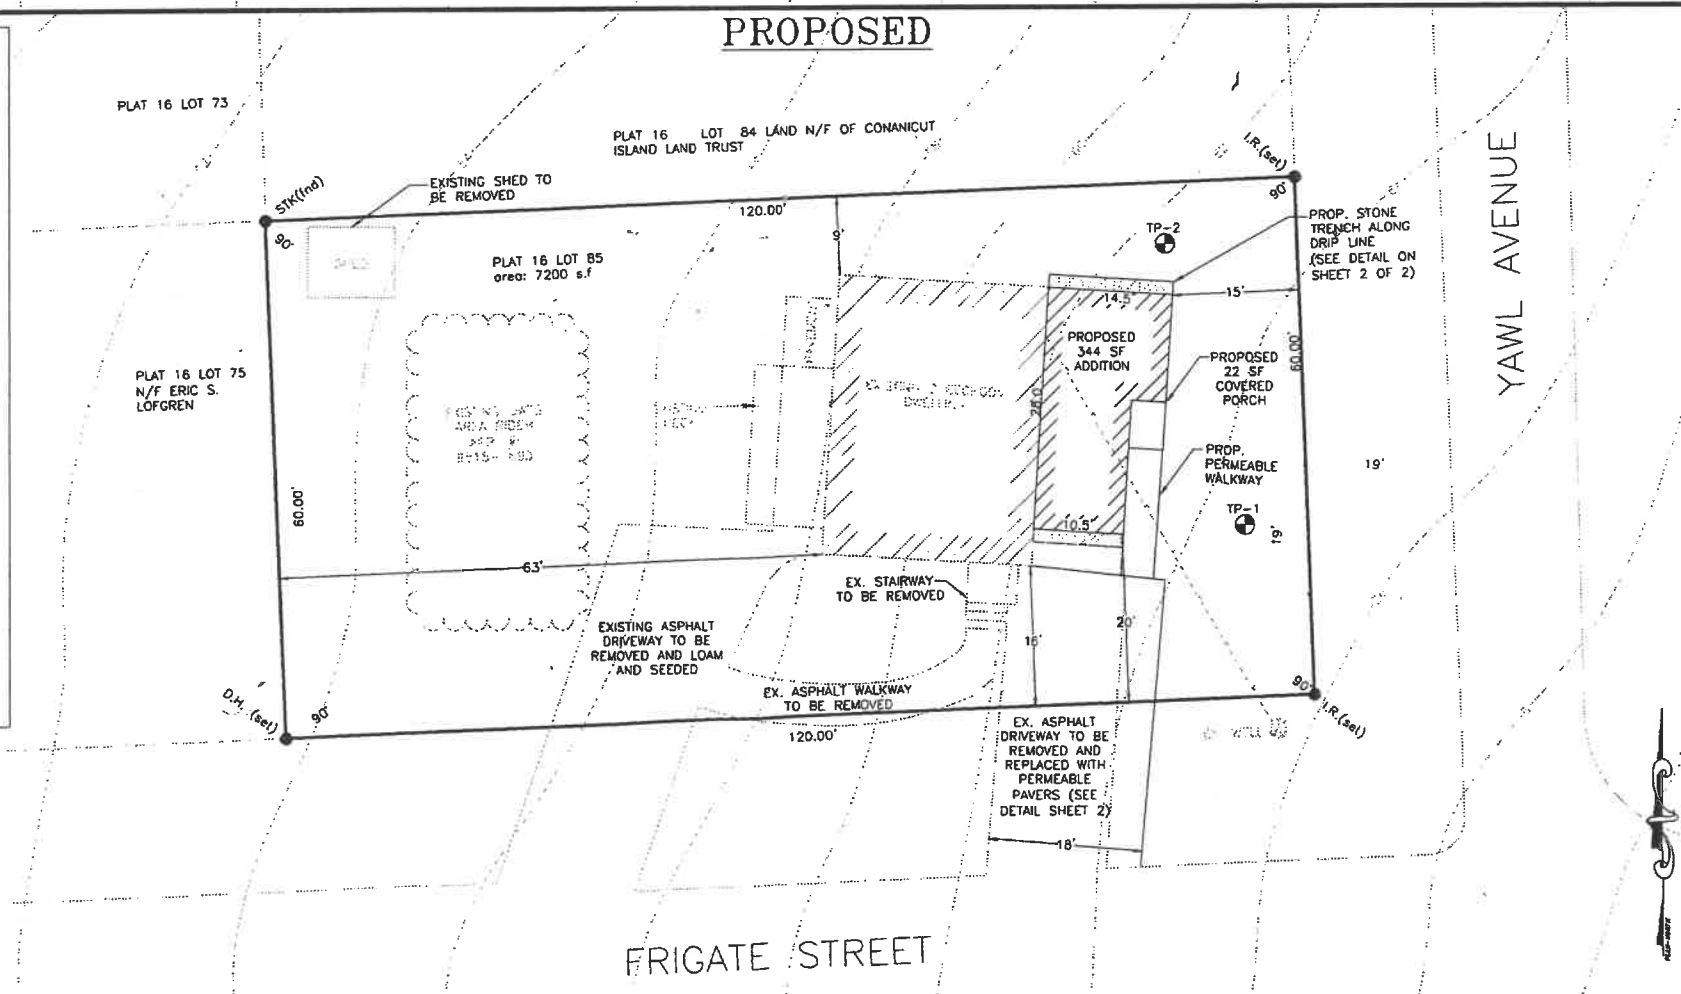 PROPOSED
PLAT 16 LOT 73
PLAT 16 LOT 84 LAND N/F OF CONANICUT
ISLAND LAND TRUST
I.R.(set)
90°
STK(fnd)
90°
EXISTING SHED TO
BE REMOVED
120.00'
9'
TP-2
PROP. STONE
TRENCH ALONG
DRIP LINE
(SEE DETAIL ON
SHEET 2 OF 2)
YAWL AVENUE
SHED
PLAT 16 LOT 85
area: 7200 s.f
14.5'
15'
PROPOSED
344 SF
ADDITION
60.00'
PROPOSED
22 SF
COVERED
PORCH
PLAT 16 LOT 75
N/F ERIC S.
LOFGREN
28.0'
PROP.
PERMEABLE
WALKWAY
19'
TP-1
19'
60.00'
10.5'
63'
EX. STAIRWAY
TO BE REMOVED
EXISTING ASPHALT
DRIVEWAY TO BE
REMOVED AND LOAM
AND SEEDED
16'
20'
EX. ASPHALT WALKWAY
TO BE REMOVED
90°
I.R.(set)
D.H. (set)
90°
120.00'
EX. ASPHALT
DRIVEWAY TO BE
REMOVED AND
REPLACED WITH
PERMEABLE
PAVERS (SEE
DETAIL SHEET 2)
18'
FRIGATE STREET